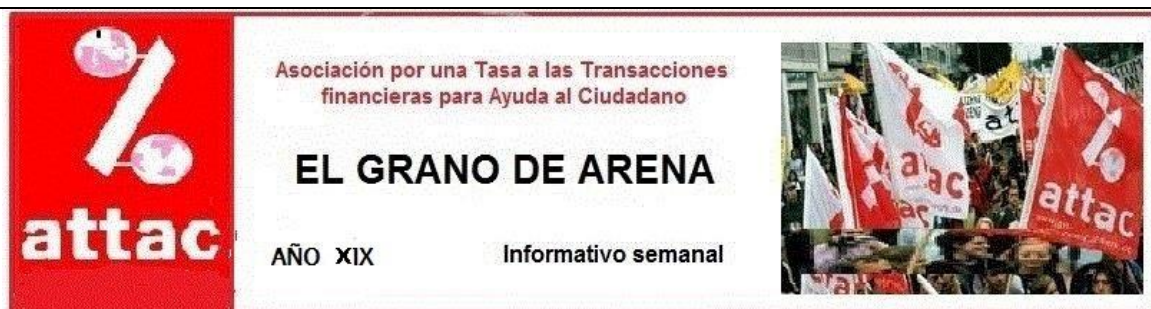 attac
Asociación por una Tasa a las Transacciones
financieras para Ayuda al Ciudadano
EL GRANO DE ARENA
AÑO XIX
Informativo semanal
attac
attac